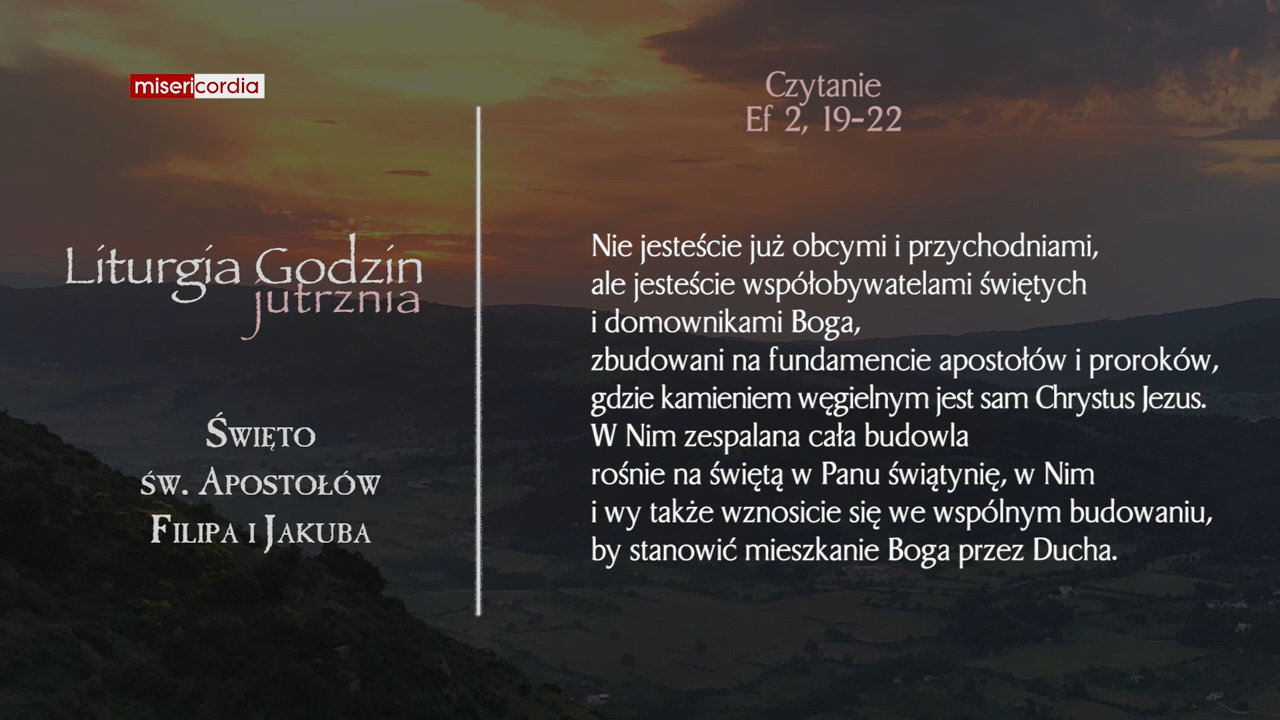 misericordia
Liturgia Godzin
jutrznia
Święto
św. Apostołów
Filipa i Jakuba
Czytanie
Ef 2, 19-22
Nie jesteście już obcymi i przychodniami,
ale jesteście współobywatelami świętych
i domownikami Boga,
zbudowani na fundamencie apostołów i proroków,
gdzie kamieniem węgielnym jest sam Chrystus Jezus.
W Nim zespalana cała budowla
rośnie na świętą w Panu świątynię, w Nim
i wy także wznosicie się we wspólnym budowaniu,
by stanowić mieszkanie Boga przez Ducha.